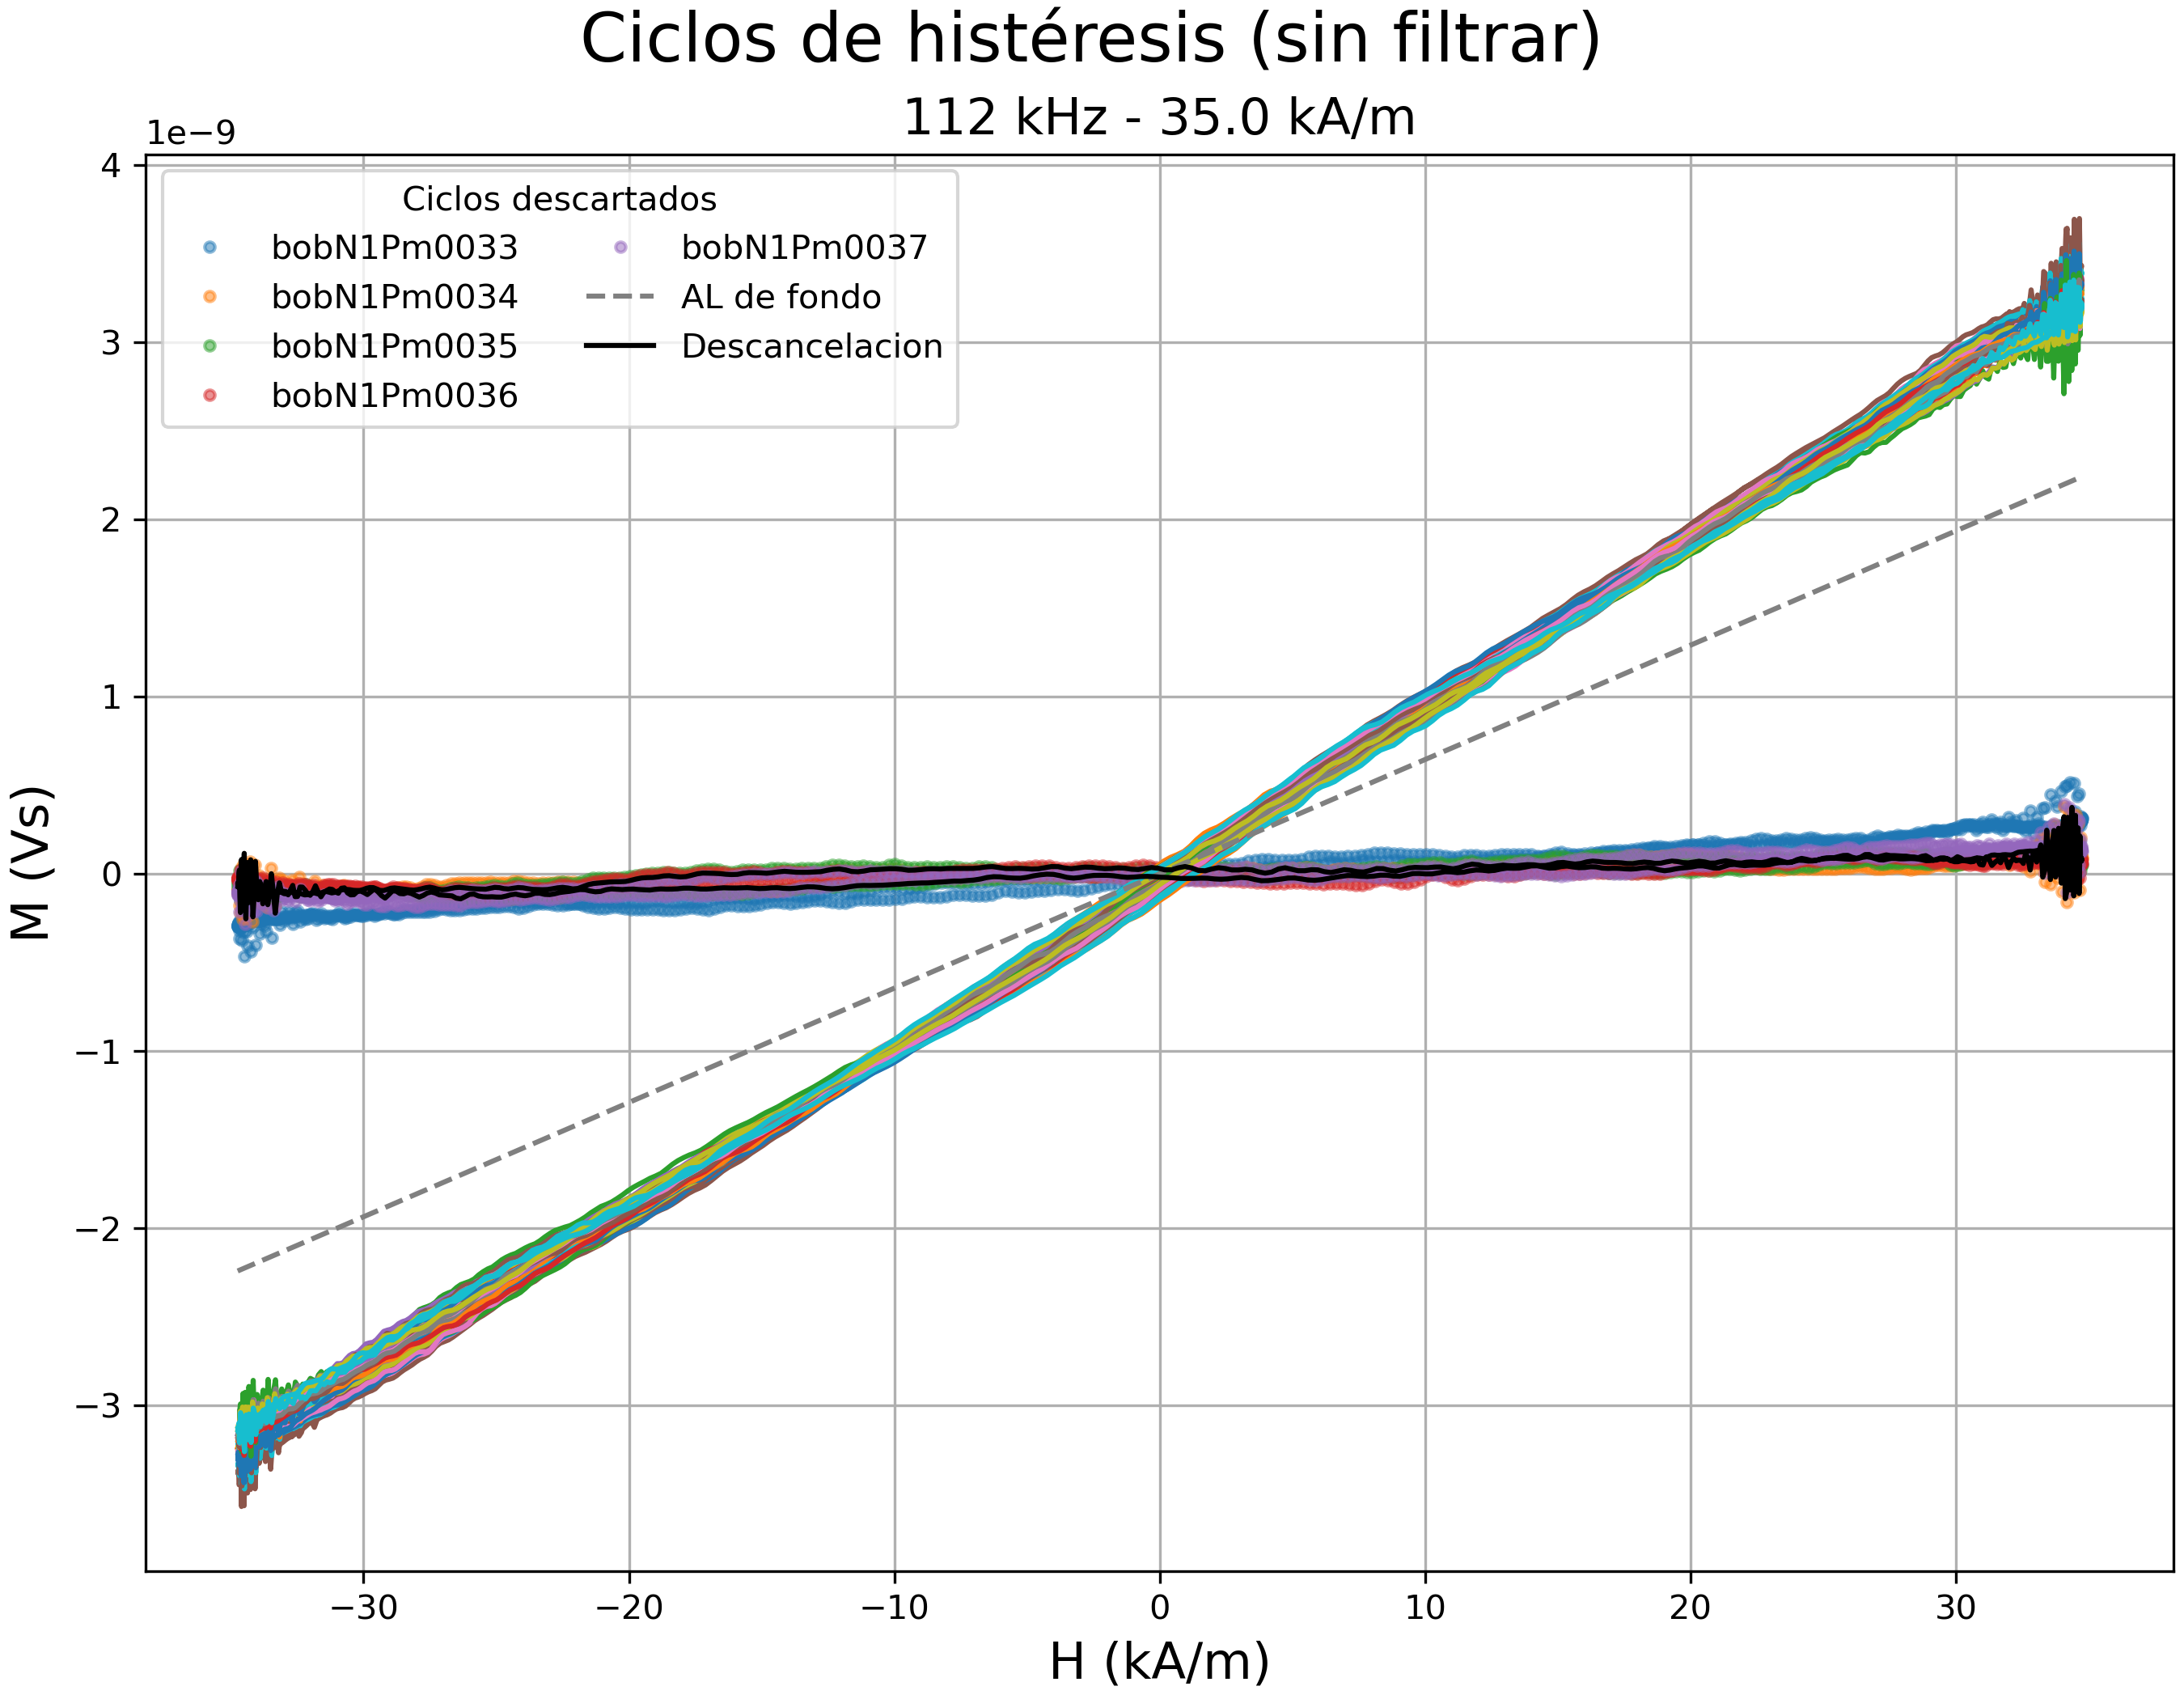 Ciclos de histéresis (sin filtrar)
112 kHz - 35.0 kA/m
1e−9
Ciclos descartados
bobN1Pm0033
bobN1Pm0034
bobN1Pm0035
bobN1Pm0036
bobN1Pm0037
AL de fondo
Descancelacion
4
3
2
1
0
−1
−2
−3
M (Vs)
−30
−20
−10
0
10
20
30
H (kA/m)